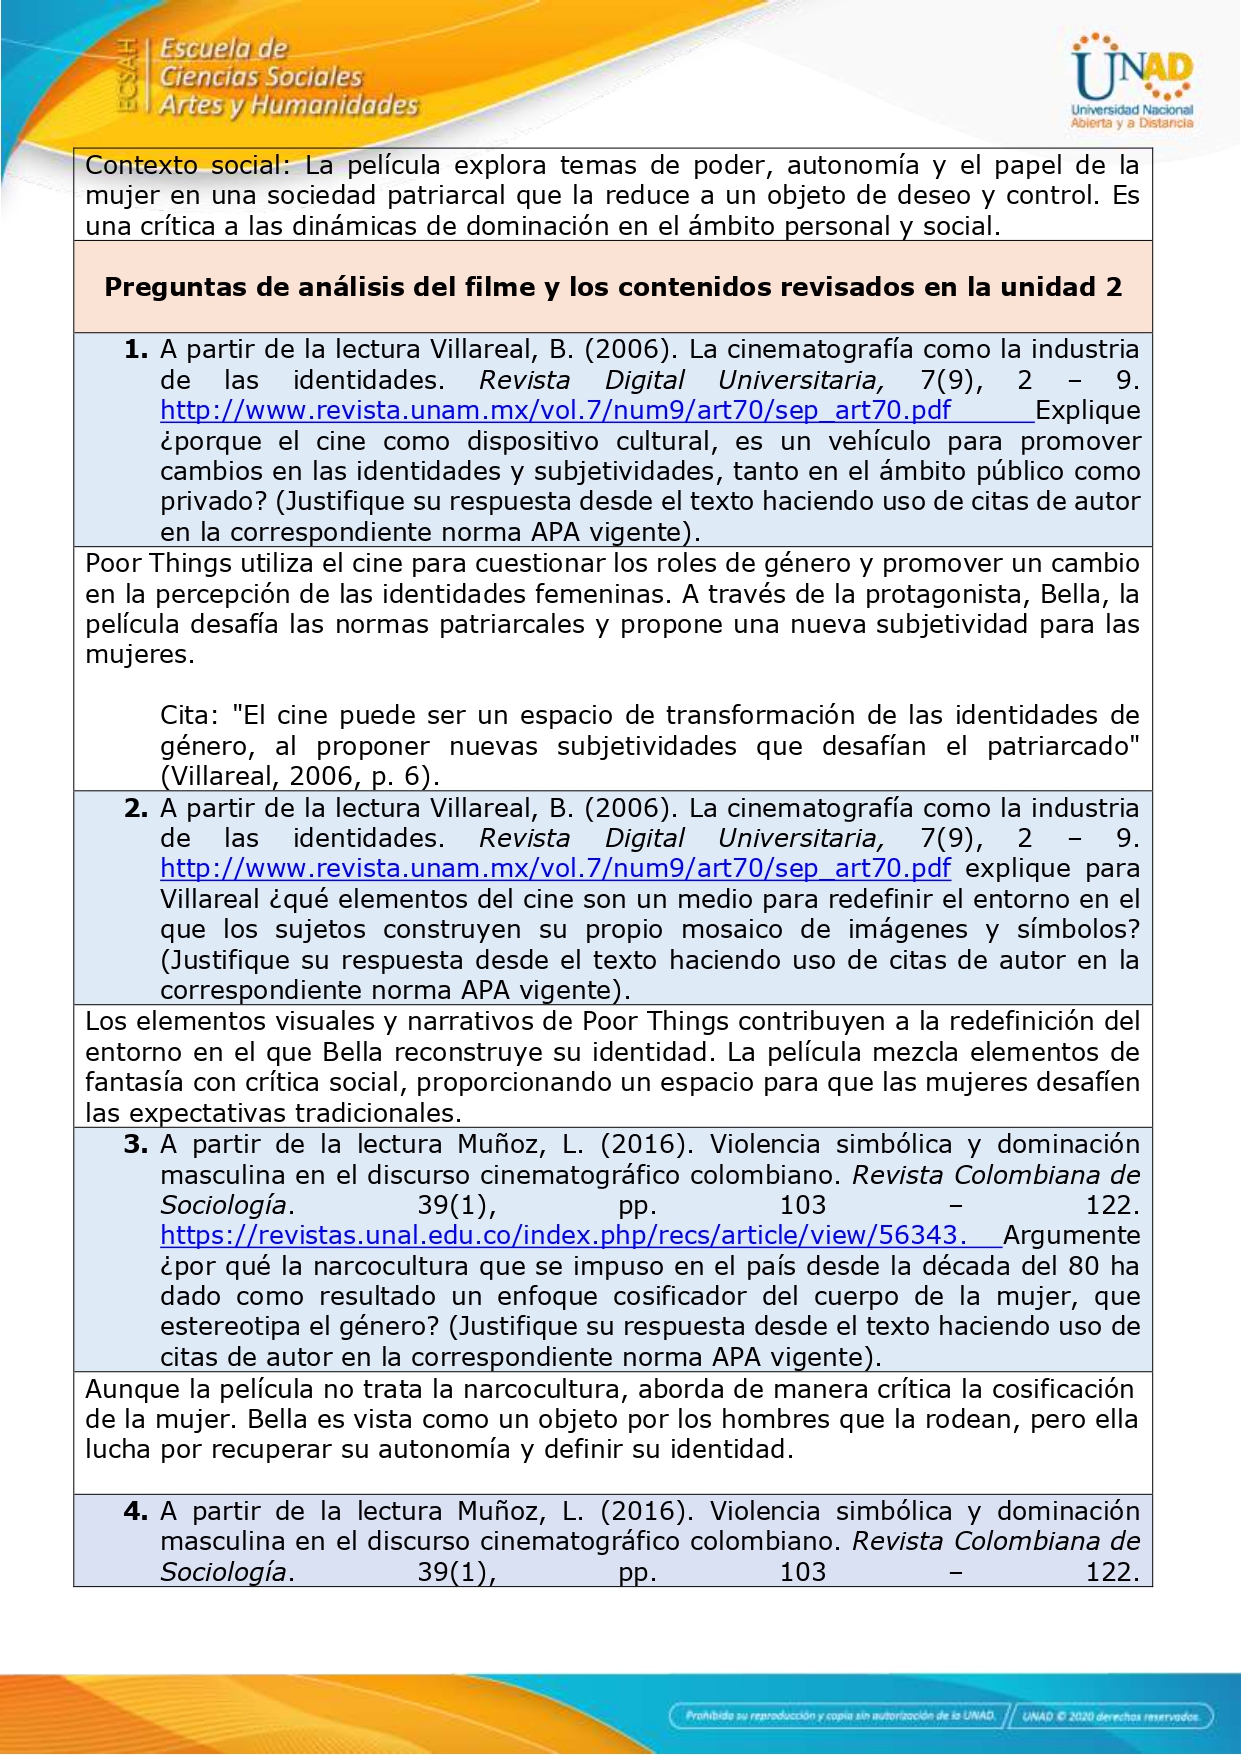 ECSAH
Escuela de
Ciencias Sociales
Artes y Humanidades
UNAD
Universidad Nacional
Abierta y a Distancia
Contexto social: La película explora temas de poder, autonomía y el papel de la
mujer en una sociedad patriarcal que la reduce a un objeto de deseo y control. Es
una crítica a las dinámicas de dominación en el ámbito personal y social.
Preguntas de análisis del filme y los contenidos revisados en la unidad 2
1. A partir de la lectura Villareal, B. (2006). La cinematografía como la industria
de las identidades. Revista Digital Universitaria, 7(9), 2 – 9.
http://www.revista.unam.mx/vol.7/num9/art70/sep_art70.pdf Explique
¿porque el cine como dispositivo cultural, es un vehículo para promover
cambios en las identidades y subjetividades, tanto en el ámbito público como
privado? (Justifique su respuesta desde el texto haciendo uso de citas de autor
en la correspondiente norma APA vigente).
Poor Things utiliza el cine para cuestionar los roles de género y promover un cambio
en la percepción de las identidades femeninas. A través de la protagonista, Bella, la
película desafía las normas patriarcales y propone una nueva subjetividad para las
mujeres.
Cita: "El cine puede ser un espacio de transformación de las identidades de
género, al proponer nuevas subjetividades que desafían el patriarcado"
(Villareal, 2006, p. 6).
2. A partir de la lectura Villareal, B. (2006). La cinematografía como la industria
de las identidades. Revista Digital Universitaria, 7(9), 2 – 9.
http://www.revista.unam.mx/vol.7/num9/art70/sep_art70.pdf explique para
Villareal ¿qué elementos del cine son un medio para redefinir el entorno en el
que los sujetos construyen su propio mosaico de imágenes y símbolos?
(Justifique su respuesta desde el texto haciendo uso de citas de autor en la
correspondiente norma APA vigente).
Los elementos visuales y narrativos de Poor Things contribuyen a la redefinición del
entorno en el que Bella reconstruye su identidad. La película mezcla elementos de
fantasía con crítica social, proporcionando un espacio para que las mujeres desafíen
las expectativas tradicionales.
3. A partir de la lectura Muñoz, L. (2016). Violencia simbólica y dominación
masculina en el discurso cinematográfico colombiano. Revista Colombiana de
Sociología. 39(1), pp. 103 – 122.
https://revistas.unal.edu.co/index.php/recs/article/view/56343. Argumente
¿por qué la narcocultura que se impuso en el país desde la década del 80 ha
dado como resultado un enfoque cosificador del cuerpo de la mujer, que
estereotipa el género? (Justifique su respuesta desde el texto haciendo uso de
citas de autor en la correspondiente norma APA vigente).
Aunque la película no trata la narcocultura, aborda de manera crítica la cosificación
de la mujer. Bella es vista como un objeto por los hombres que la rodean, pero ella
lucha por recuperar su autonomía y definir su identidad.
4. A partir de la lectura Muñoz, L. (2016). Violencia simbólica y dominación
masculina en el discurso cinematográfico colombiano. Revista Colombiana de
Sociología. 39(1), pp. 103 – 122.
Prohibida su reproducción y copia sin autorización de la UNAD. // UNAD © 2020 derechos reservados.